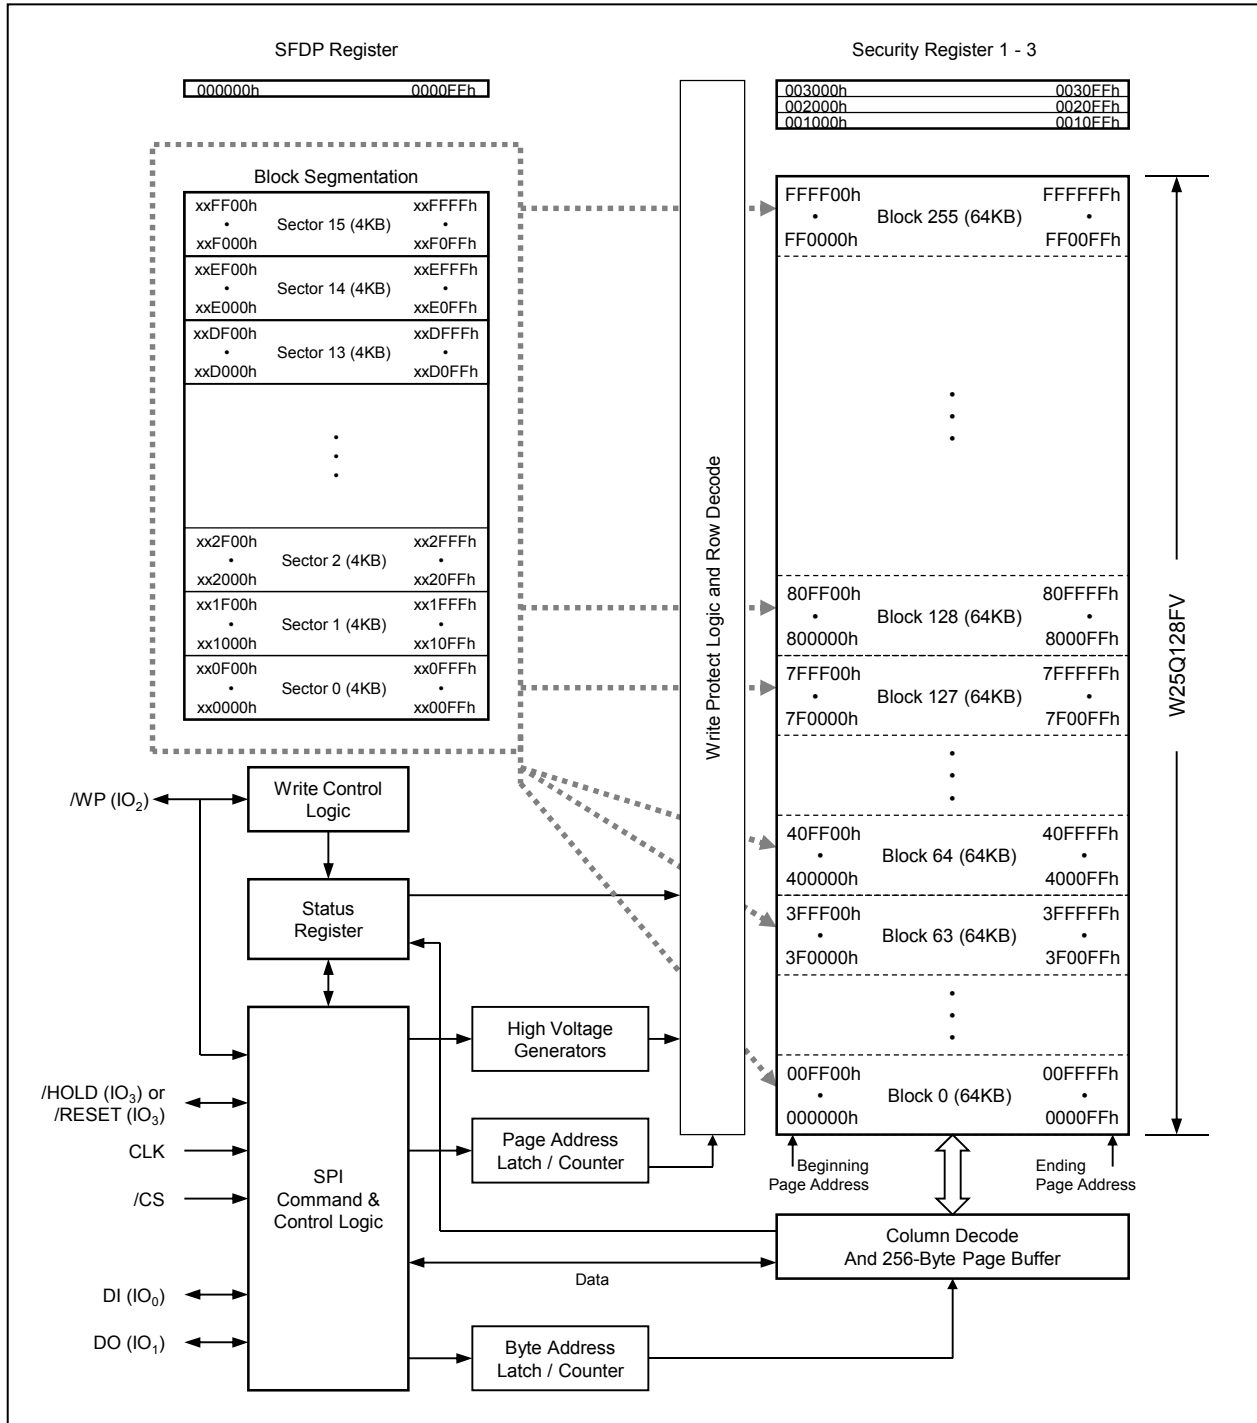 SFDP Register
000000h 0000FFh
Security Register 1 - 3
003000h 0030FFh
002000h 0020FFh
001000h 0010FFh
Block Segmentation
xxFF00h xxFFFFh
• Sector 15 (4KB) •
xxF000h xxF0FFh
xxEF00h xxEFFFh
• Sector 14 (4KB) •
xxE000h xxE0FFh
xxDF00h xxDFFFh
• Sector 13 (4KB) •
xxD000h xxD0FFh
xx2F00h xx2FFFh
• Sector 2 (4KB) •
xx2000h xx20FFh
xx1F00h xx1FFFh
• Sector 1 (4KB) •
xx1000h xx10FFh
xx0F00h xx0FFFh
• Sector 0 (4KB) •
xx0000h xx00FFh
Write Protect Logic and Row Decode
FFFF00h FFFFFFh
• Block 255 (64KB) •
FF0000h FF00FFh
80FF00h 80FFFFh
• Block 128 (64KB) •
800000h 8000FFh
7FFF00h 7FFFFFh
• Block 127 (64KB) •
7F0000h 7F00FFh
40FF00h 40FFFFh
• Block 64 (64KB) •
400000h 4000FFh
3FFF00h 3FFFFFh
• Block 63 (64KB) •
3F0000h 3F00FFh
00FF00h 00FFFFh
• Block 0 (64KB) •
000000h 0000FFh
W25Q128FV
Beginning
Page Address
Ending
Page Address
/WP (IO₂)
Write Control
Logic
Status
Register
High Voltage
Generators
/HOLD (IO₃) or
/RESET (IO₃)
CLK
/CS
DI (IO₀)
DO (IO₁)
SPI
Command &
Control Logic
Page Address
Latch / Counter
Column Decode
And 256-Byte Page Buffer
Data
Byte Address
Latch / Counter